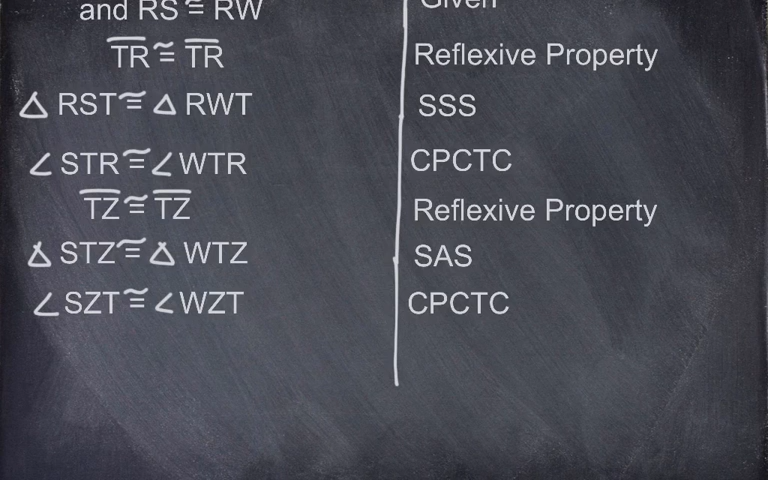 and RS ≅ RW Given
TR ≅ TR Reflexive Property
△ RST ≅ △ RWT SSS
∠ STR ≅ ∠ WTR CPCTC
TZ ≅ TZ Reflexive Property
△ STZ ≅ △ WTZ SAS
∠ SZT ≅ ∠ WZT CPCTC